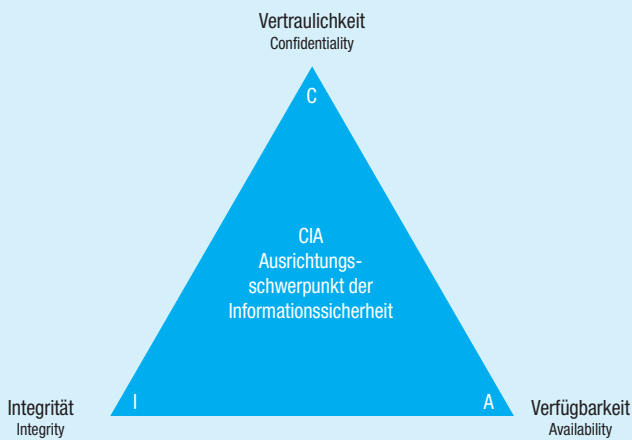 Vertraulichkeit
Confidentiality
C
CIA
Ausrichtungs-
schwerpunkt der
Informationssicherheit
Integrität
Integrity
I
A
Verfügbarkeit
Availability